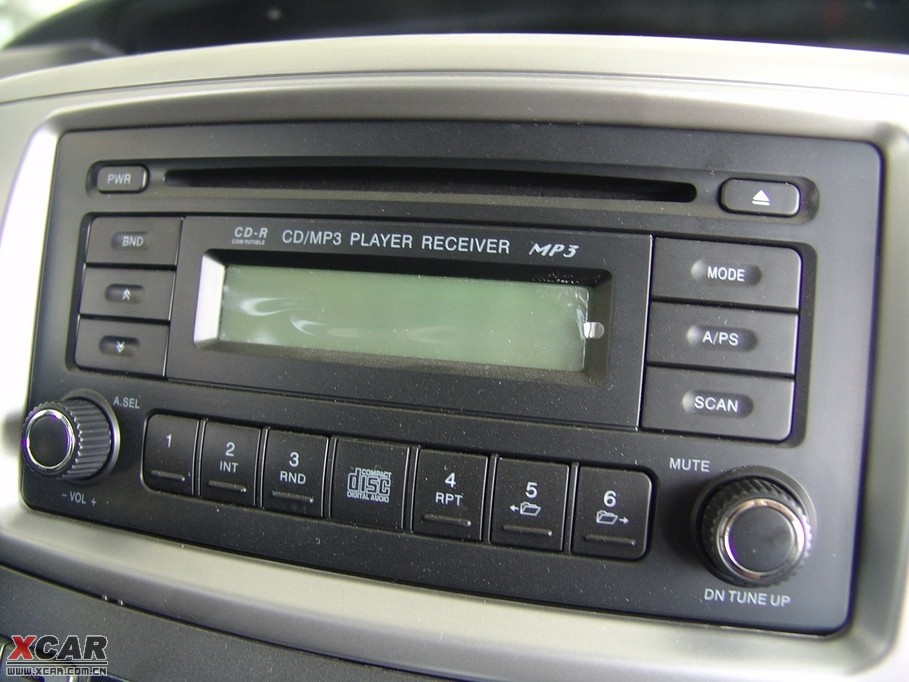 PWR
BND
CD-R
COMPATIBLE
CD/MP3 PLAYER RECEIVER
MP3
MODE
A/PS
SCAN
A.SEL
- VOL +
1
2
INT
3
RND
COMPACT
disc
DIGITAL AUDIO
4
RPT
5
6
MUTE
DN TUNE UP
XCAR
WWW.XCAR.COM.CN